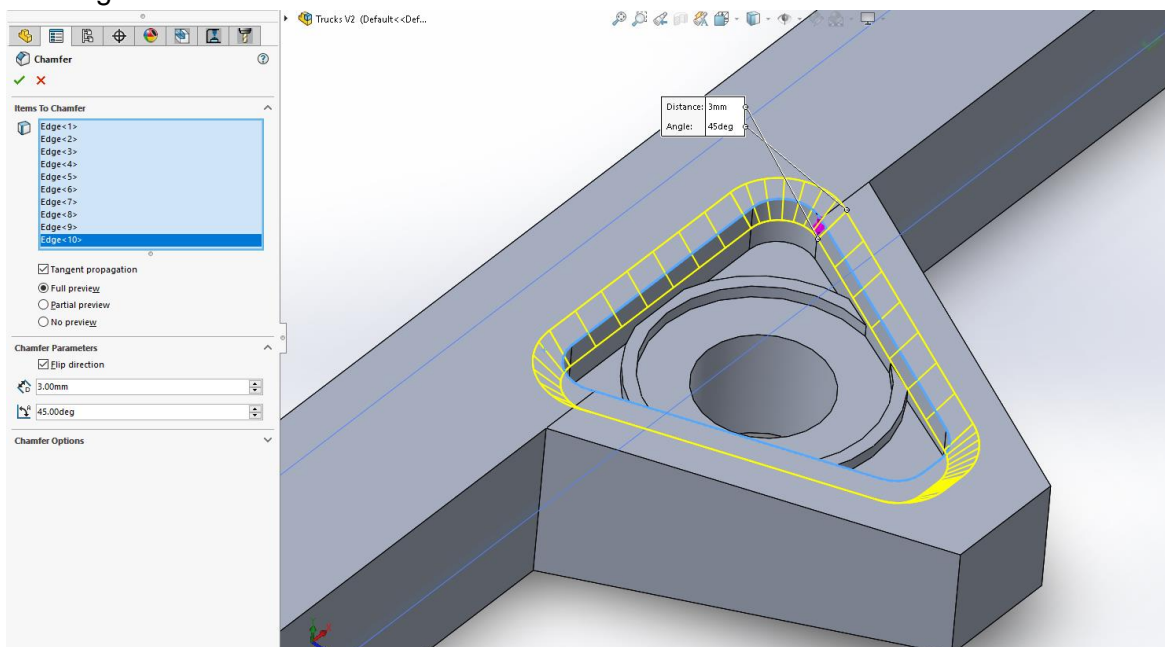 Trucks V2 (Default<<Def...
Chamfer
Items To Chamfer
Edge<1>
Edge<2>
Edge<3>
Edge<4>
Edge<5>
Edge<6>
Edge<7>
Edge<8>
Edge<9>
Edge<10>
Tangent propagation
Full preview
Partial preview
No preview
Chamfer Parameters
Flip direction
3.00mm
45.00deg
Chamfer Options
Distance: 3mm
Angle: 45deg